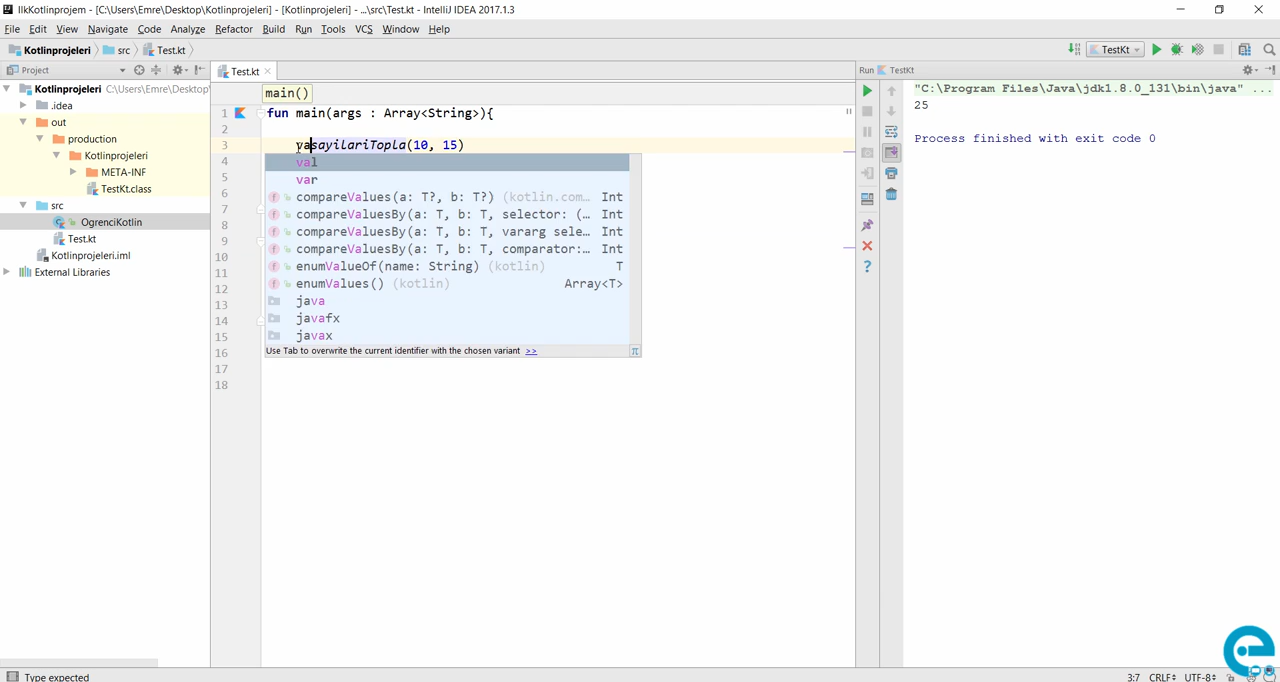 IlkKotlinprojem - [C:\Users\Emre\Desktop\Kotlinprojeleri] - [Kotlinprojeleri] - ...\src\Test.kt - IntelliJ IDEA 2017.1.3
File Edit View Navigate Code Analyze Refactor Build Run Tools VCS Window Help
Kotlinprojeleri src Test.kt TestKt
Project Test.kt Run TestKt
Kotlinprojeleri C:\Users\Emre\Desktop\
.idea
out
production
Kotlinprojeleri
META-INF
TestKt.class
src
OgrenciKotlin
Test.kt
Kotlinprojeleri.iml
External Libraries
main()
1 fun main(args : Array<String>){
2
3 vasayilariTopla(10, 15)
4
5
6
7
8
9
10
11
12
13
14
15
16
17
18
val
var
compareValues(a: T?, b: T?) (kotlin.com… Int
compareValuesBy(a: T, b: T, selector: (… Int
compareValuesBy(a: T, b: T, vararg sele… Int
compareValuesBy(a: T, b: T, comparator:… Int
enumValueOf(name: String) (kotlin) T
enumValues() (kotlin) Array<T>
java
javafx
javax
Use Tab to overwrite the current identifier with the chosen variant >>
"C:\Program Files\Java\jdk1.8.0_131\bin\java" ...
25
Process finished with exit code 0
Type expected 3:7 CRLF UTF-8